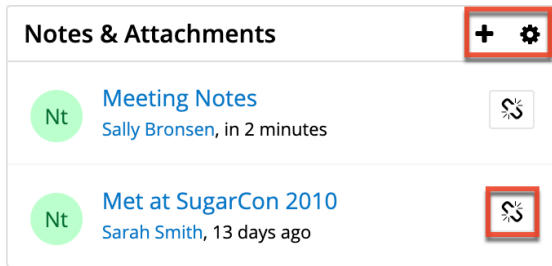 Notes & Attachments
Nt
Meeting Notes
Sally Bronsen, in 2 minutes
Nt
Met at SugarCon 2010
Sarah Smith, 13 days ago